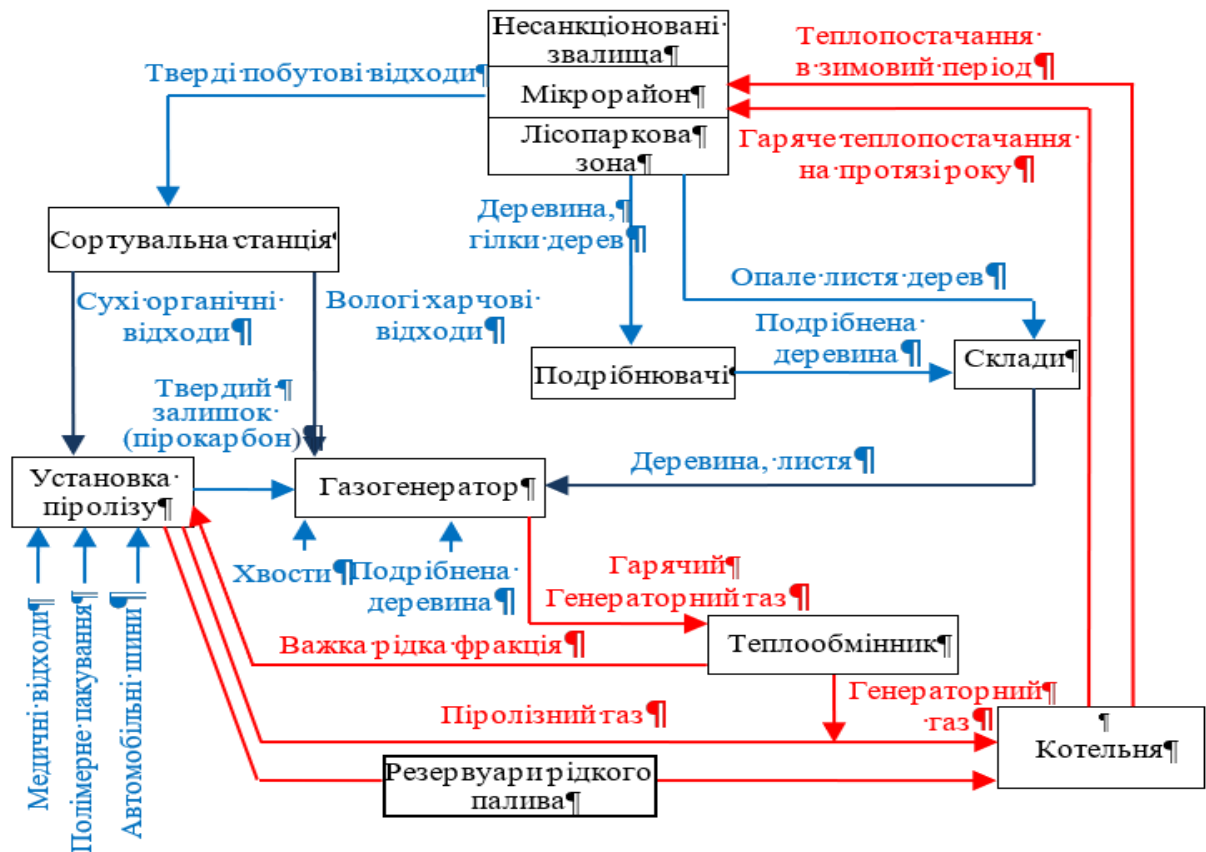 Несанкціоновані·
звалища¶
Мікрорайон¶
Лісопаркова¶
зона¶
Теплопостачання·
в·зимовий·період¶
Тверді·побутові·відходи¶
Гаряче·теплопостачання·
на·протязі·року¶
Деревина,¶
гілки·дерев¶
Сортувальна·станція¶
Опале·листя·дерев¶
Сухі·органічні·
відходи¶
Вологі·харчові·
відходи¶
Подрібнена·
деревина¶
Подрібнювачі¶
Склади¶
Твердий·¶
залишок·
(пірокарбон)¶
Деревина,·листя¶
Установка·
піролізу¶
Газогенератор¶
Хвости¶
Подрібнена·
деревина¶
Гарячий¶
Генераторний·газ¶
Медичні·відходи¶
Полімерне·пакування¶
Автомобільні·шини¶
Важка·рідка·фракція¶
Теплообмінник¶
Піролізний·газ¶
Генераторний¶
·газ¶
¶
Котельня¶
Резервуари·рідкого·
палива¶